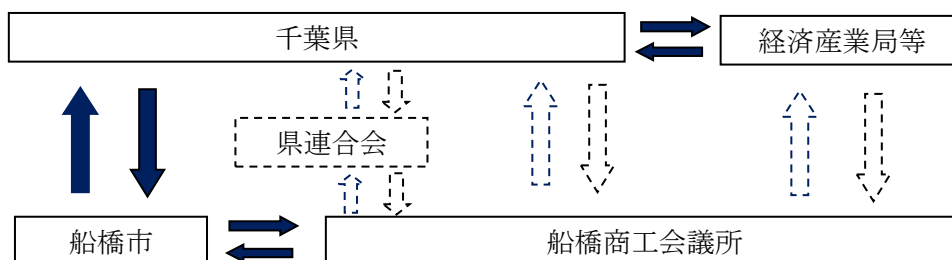 千葉県
経済産業局等
県連合会
船橋市
船橋商工会議所